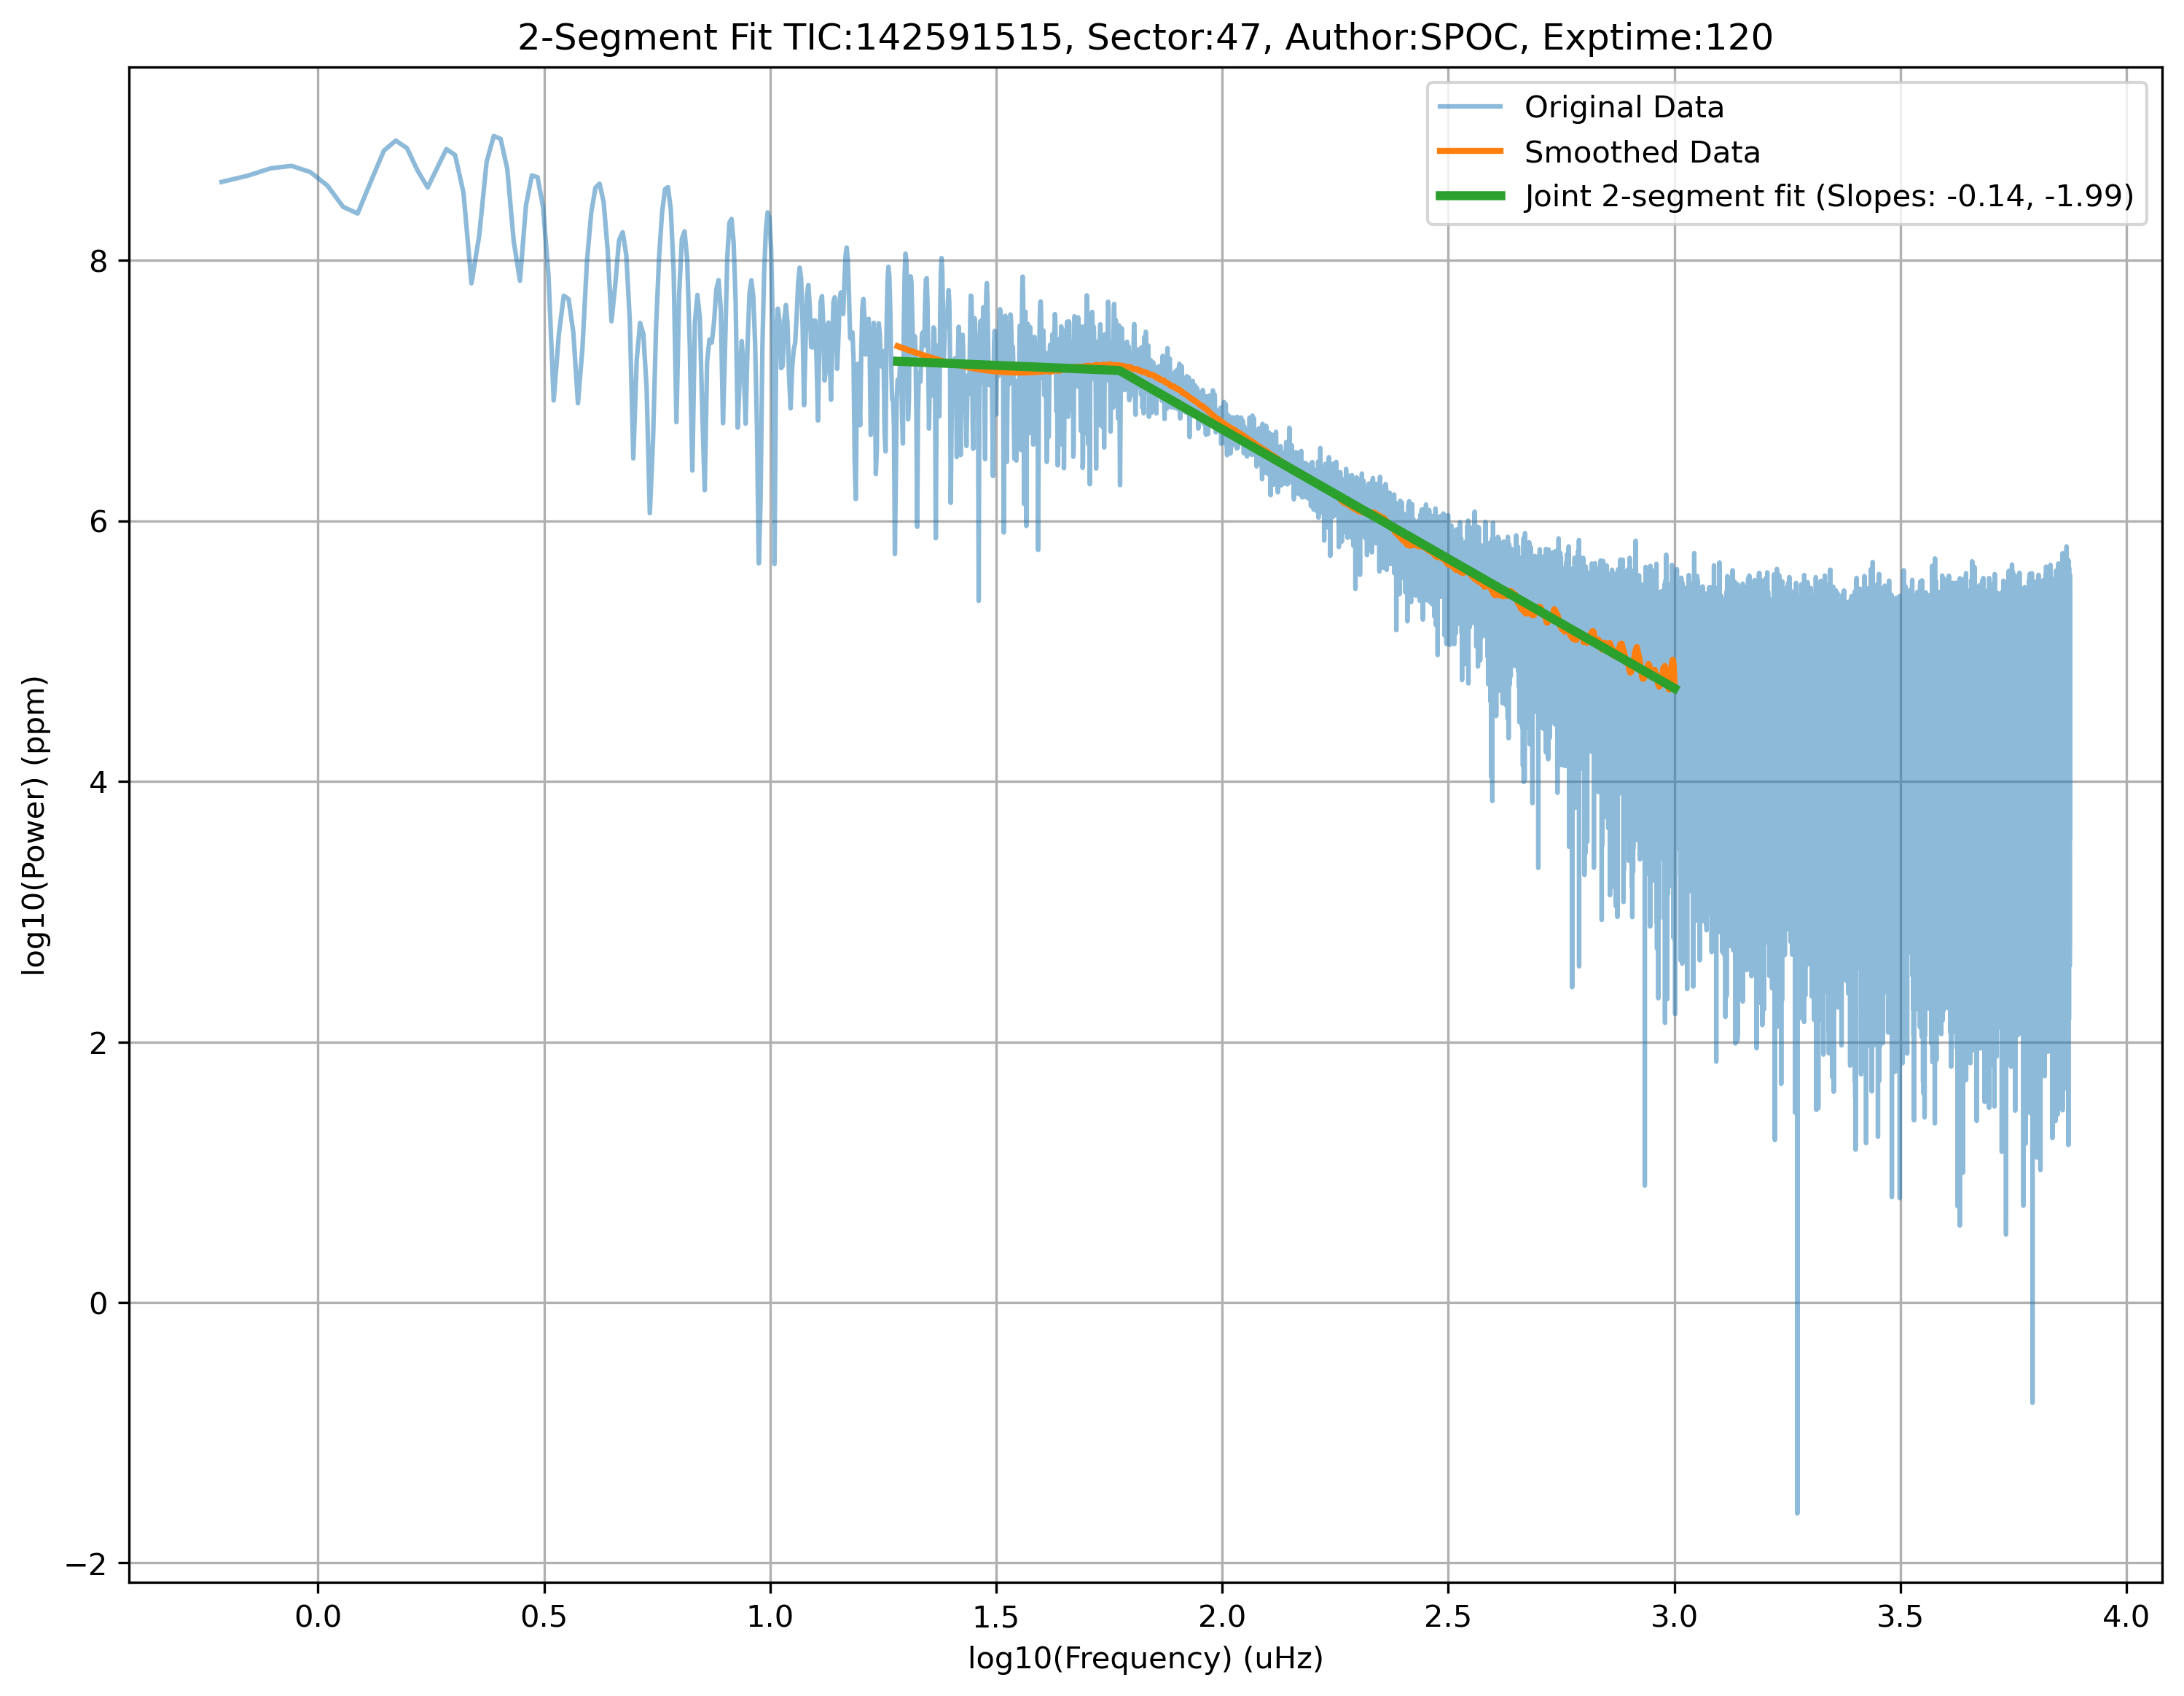 2-Segment Fit TIC:142591515, Sector:47, Author:SPOC, Exptime:120
Original Data
Smoothed Data
Joint 2-segment fit (Slopes: -0.14, -1.99)
log10(Power) (ppm)
8
6
4
2
0
−2
0.0 0.5 1.0 1.5 2.0 2.5 3.0 3.5 4.0
log10(Frequency) (uHz)